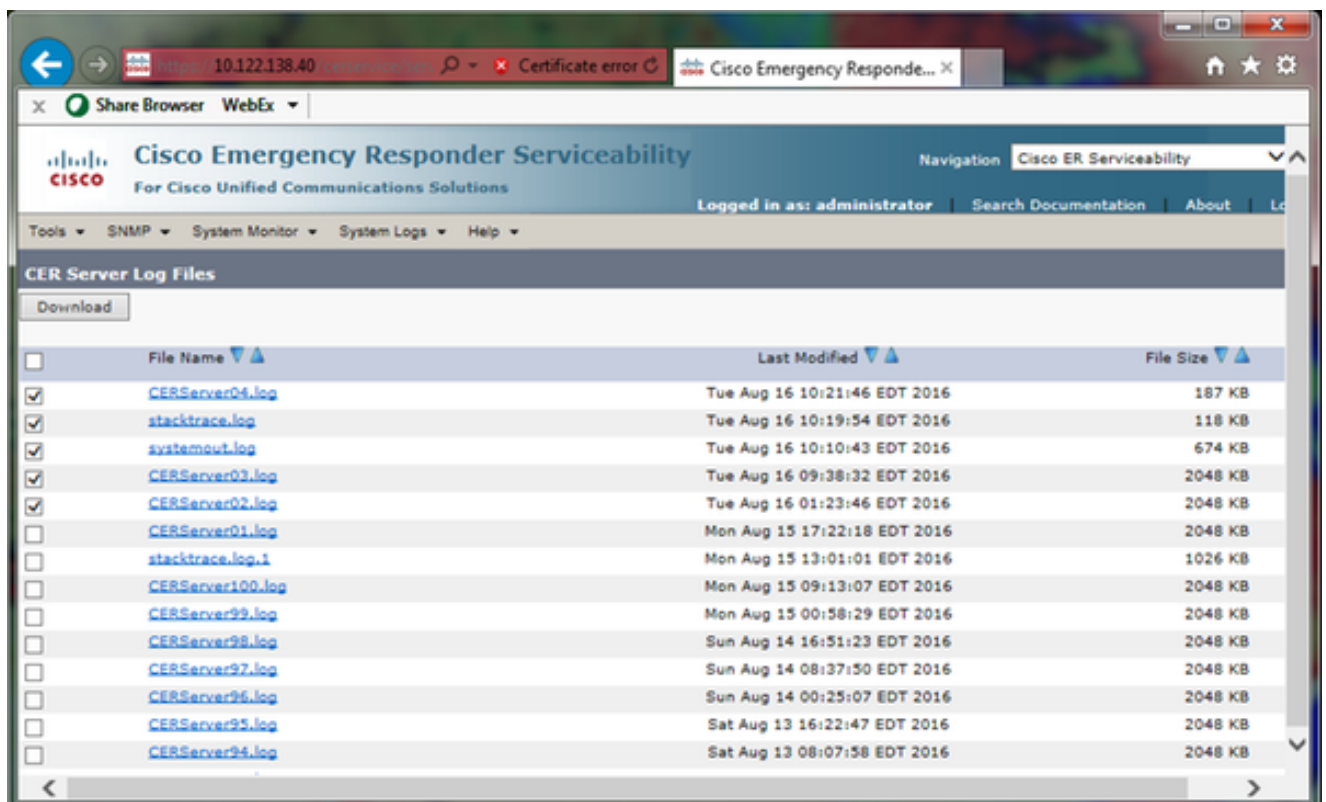 https 10.122.138.40 Certificate error Cisco Emergency Responde...
x Share Browser WebEx
CISCO
Cisco Emergency Responder Serviceability
For Cisco Unified Communications Solutions
Navigation Cisco ER Serviceability
Logged in as: administrator | Search Documentation | About | Lo
Tools SNMP System Monitor System Logs Help
CER Server Log Files
Download
File Name Last Modified File Size
CERServer04.log Tue Aug 16 10:21:46 EDT 2016 187 KB
stacktrace.log Tue Aug 16 10:19:54 EDT 2016 118 KB
systemout.log Tue Aug 16 10:10:43 EDT 2016 674 KB
CERServer03.log Tue Aug 16 09:38:32 EDT 2016 2048 KB
CERServer02.log Tue Aug 16 01:23:46 EDT 2016 2048 KB
CERServer01.log Mon Aug 15 17:22:18 EDT 2016 2048 KB
stacktrace.log.1 Mon Aug 15 13:01:01 EDT 2016 1026 KB
CERServer100.log Mon Aug 15 09:13:07 EDT 2016 2048 KB
CERServer99.log Mon Aug 15 00:58:29 EDT 2016 2048 KB
CERServer98.log Sun Aug 14 16:51:23 EDT 2016 2048 KB
CERServer97.log Sun Aug 14 08:37:50 EDT 2016 2048 KB
CERServer96.log Sun Aug 14 00:25:07 EDT 2016 2048 KB
CERServer95.log Sat Aug 13 16:22:47 EDT 2016 2048 KB
CERServer94.log Sat Aug 13 08:07:58 EDT 2016 2048 KB